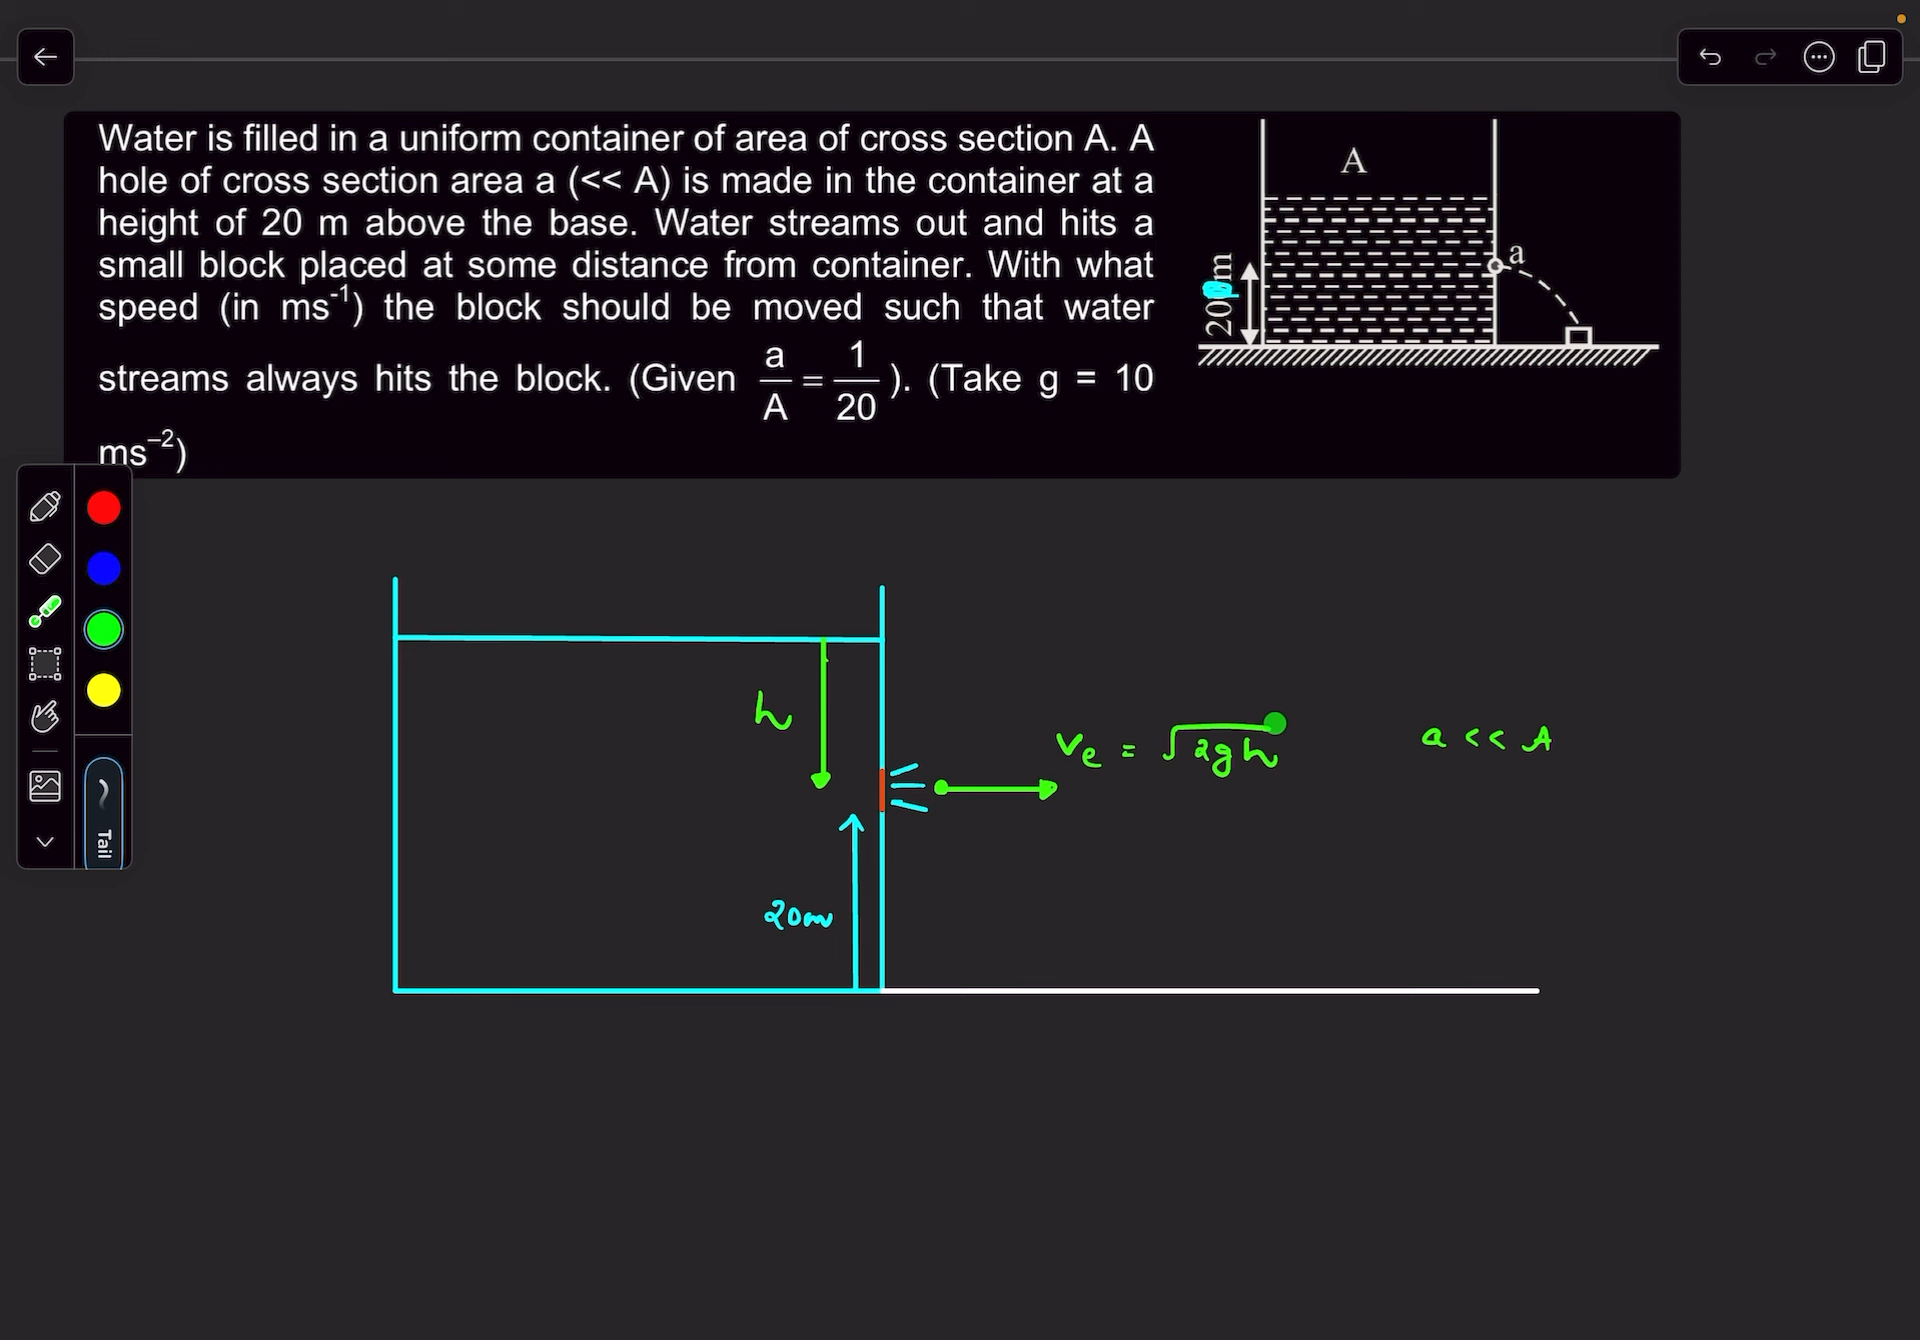 Water is filled in a uniform container of area of cross section A. A
hole of cross section area a (<< A) is made in the container at a
height of 20 m above the base. Water streams out and hits a
small block placed at some distance from container. With what
speed (in ms⁻¹) the block should be moved such that water
streams always hits the block. (Given a/A = 1/20 ). (Take g = 10
ms⁻²)
A
a
20 m
h
vₑ = √2gh
a << A
20m
Tail